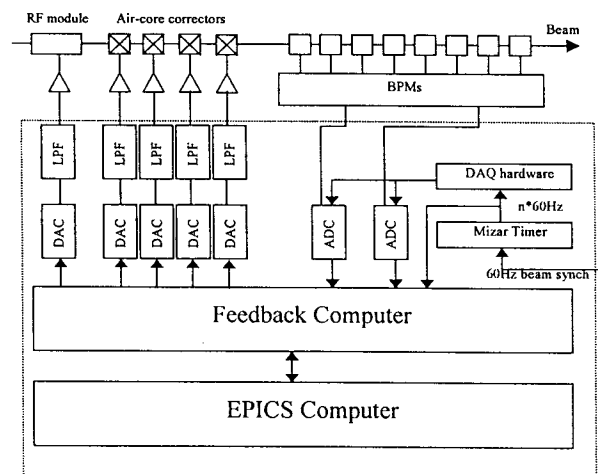 RF module
Air-core correctors
Beam
BPMs
LPF
LPF
LPF
LPF
LPF
DAQ hardware
n*60Hz
DAC
DAC
DAC
DAC
DAC
ADC
ADC
Mizar Timer
60Hz beam synch
Feedback Computer
EPICS Computer